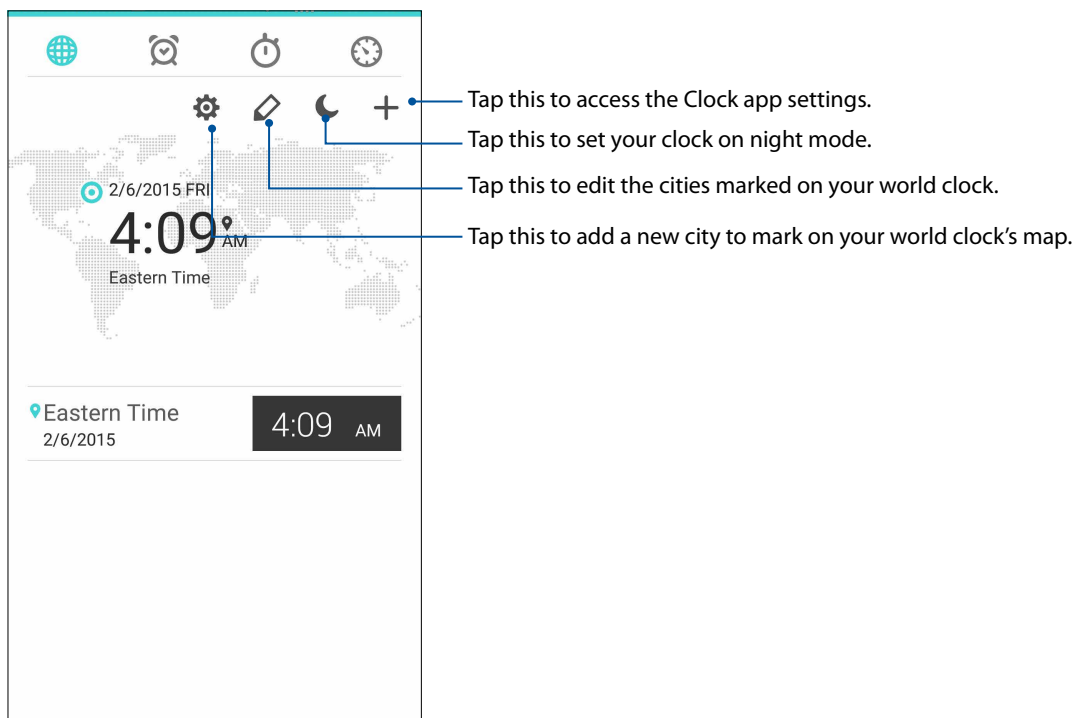 Tap this to access the Clock app settings.
Tap this to set your clock on night mode.
Tap this to edit the cities marked on your world clock.
Tap this to add a new city to mark on your world clock’s map.
2/6/2015 FRI
4:09 AM
Eastern Time
Eastern Time
2/6/2015
4:09 AM